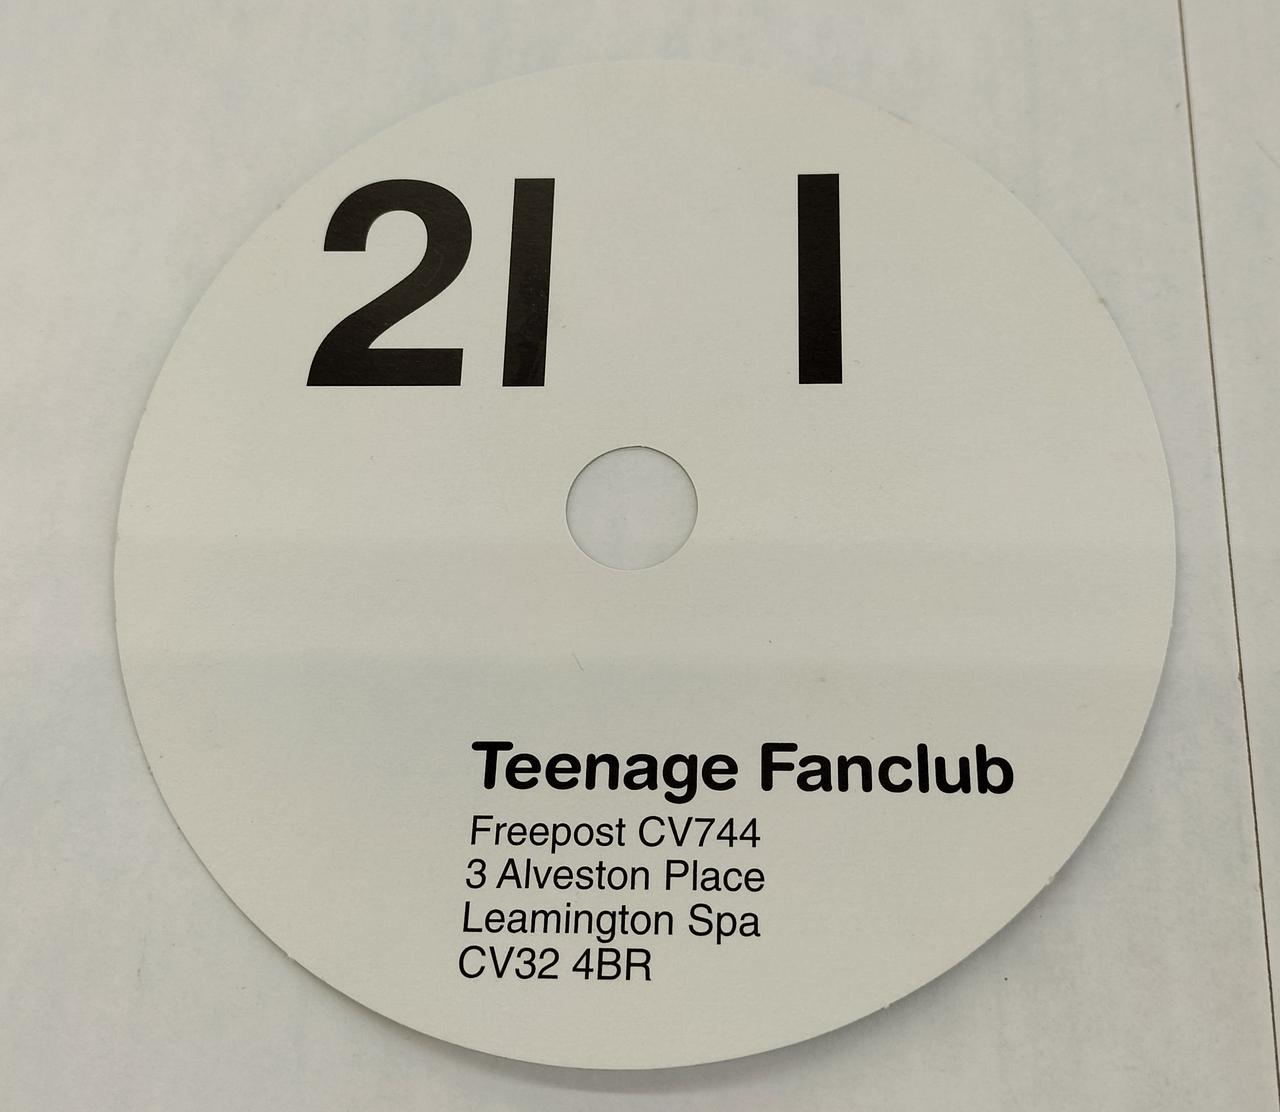 2I I
Teenage Fanclub
Freepost CV744
3 Alveston Place
Leamington Spa
CV32 4BR